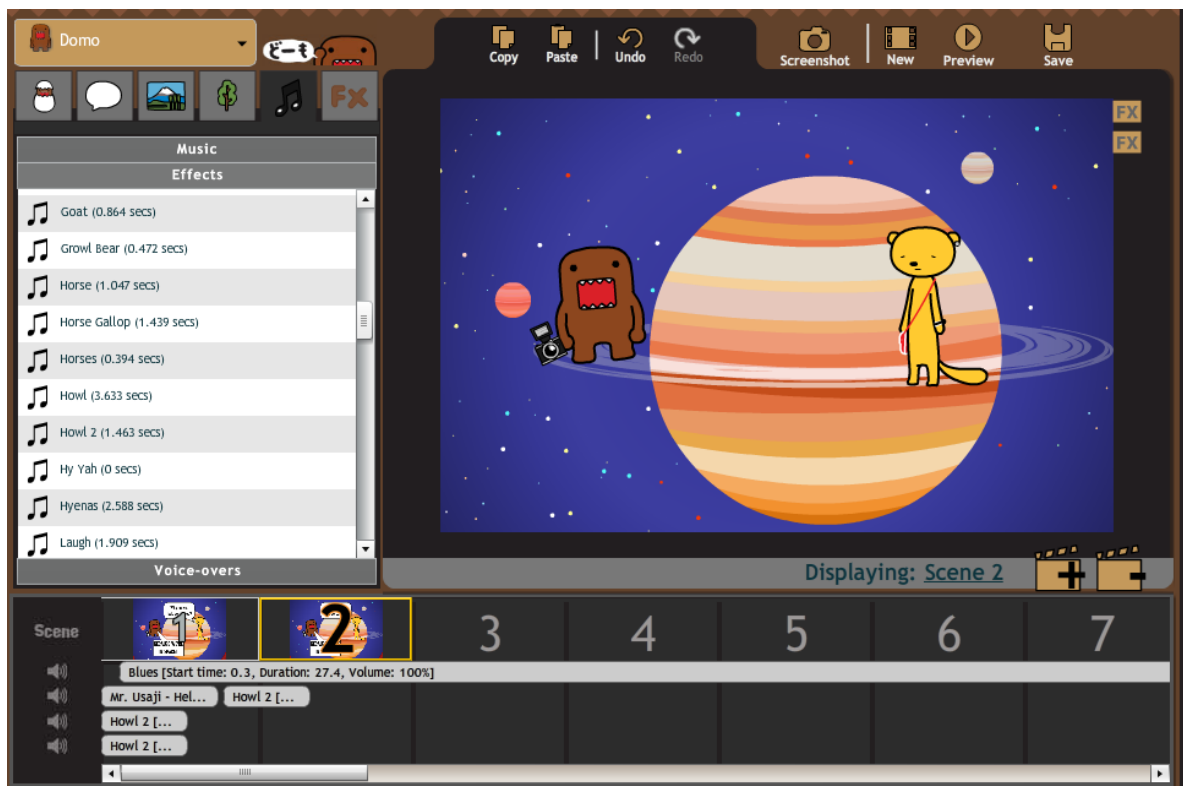 Domo
どーも
Copy
Paste
Undo
Redo
Screenshot
New
Preview
Save
FX
FX
FX
Music
Effects
Goat (0.864 secs)
Growl Bear (0.472 secs)
Horse (1.047 secs)
Horse Gallop (1.439 secs)
Horses (0.394 secs)
Howl (3.633 secs)
Howl 2 (1.463 secs)
Hy Yah (0 secs)
Hyenas (2.588 secs)
Laugh (1.909 secs)
Voice-overs
Displaying: Scene 2
Scene
1
2
3
4
5
6
7
Blues [Start time: 0.3, Duration: 27.4, Volume: 100%]
Mr. Usaji - Hel...
Howl 2 [...
Howl 2 [...
Howl 2 [...